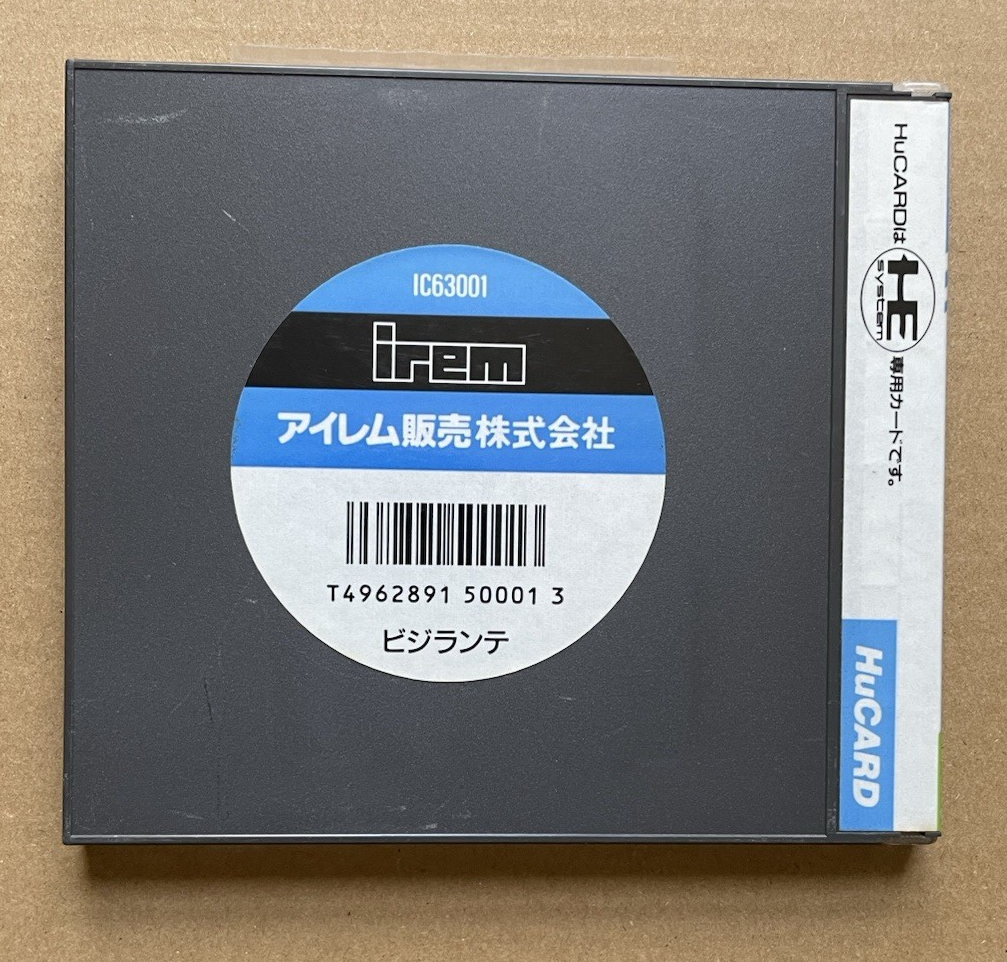 IC63001
irem
アイレム販売株式会社
T4962891 50001 3
ビジランテ
HuCARDは
HE
system
専用カードです。
HuCARD